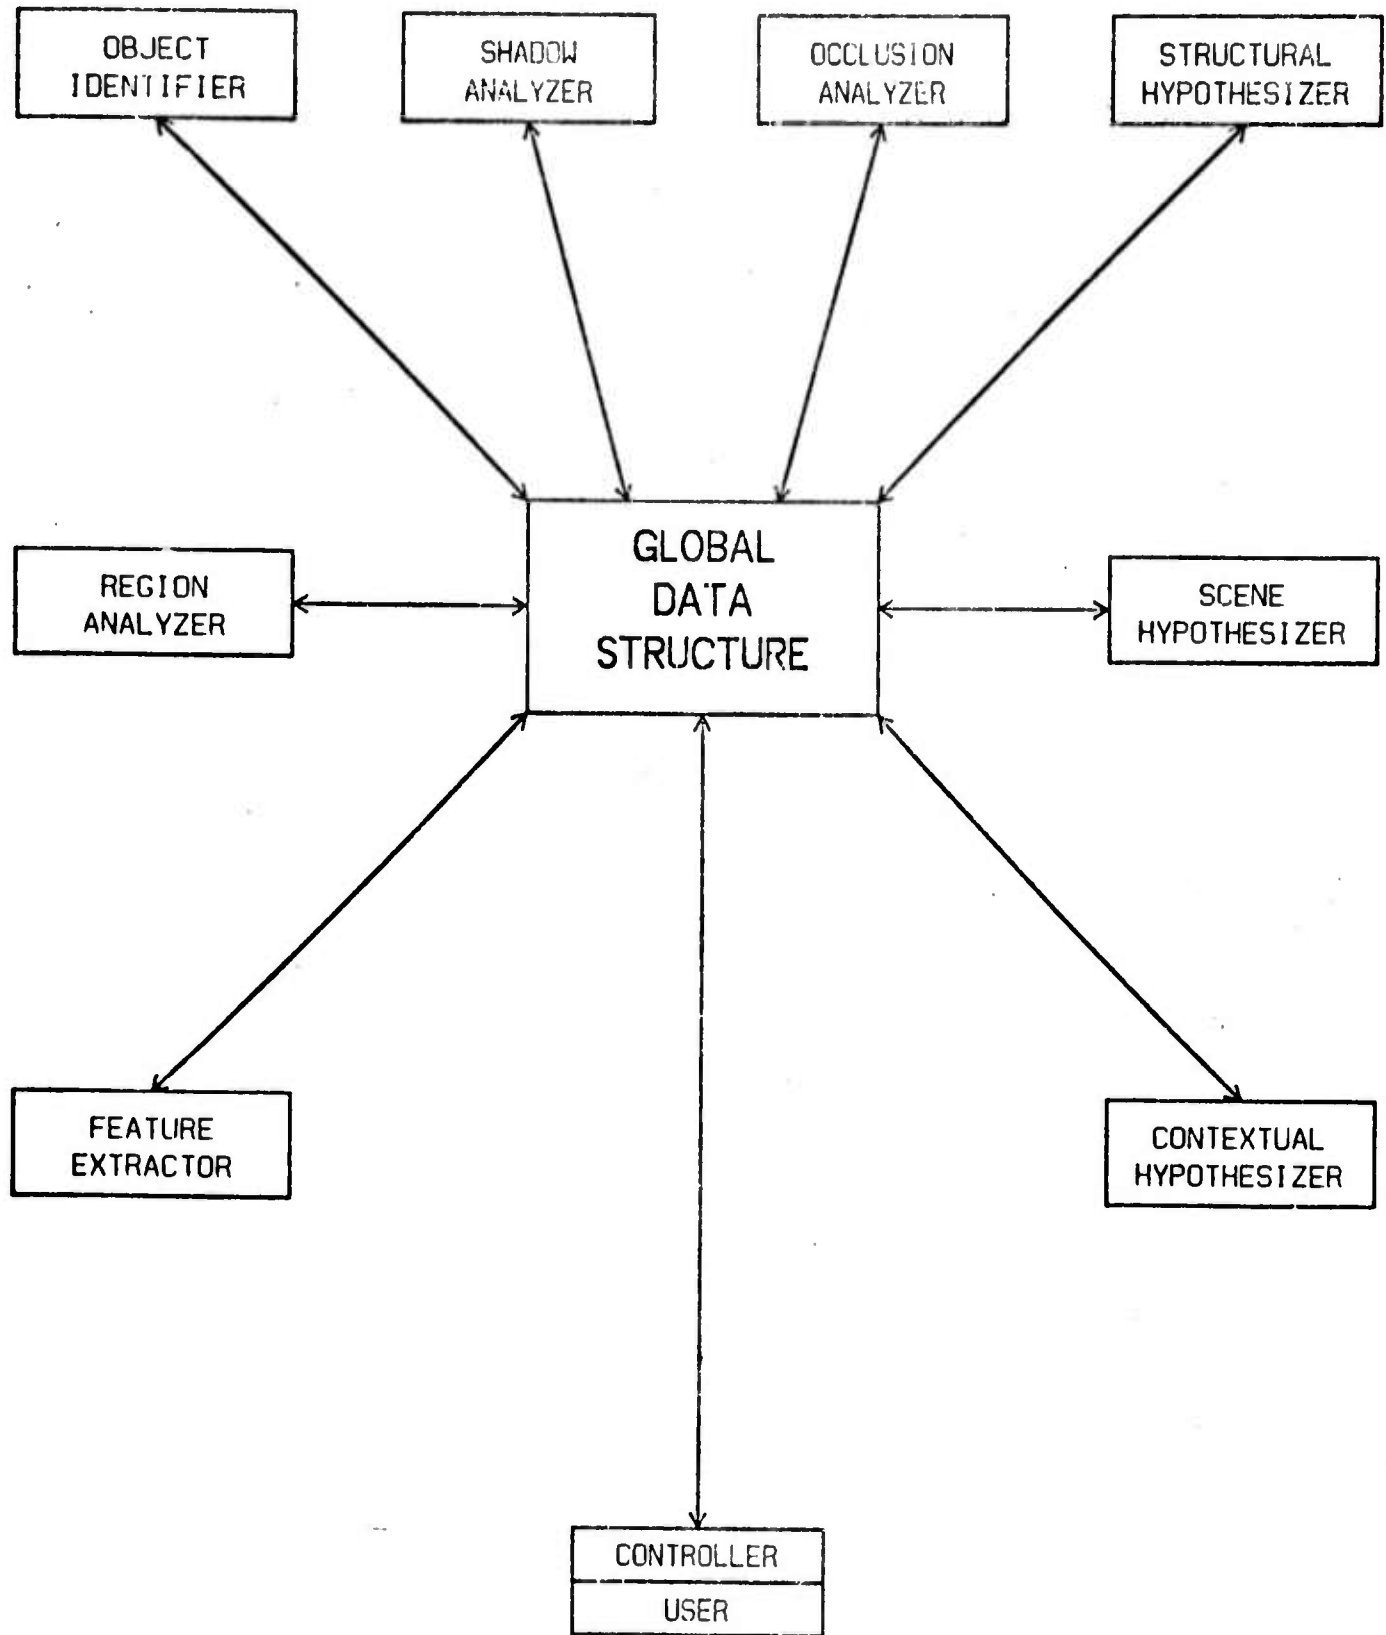 OBJECT
IDENTIFIER
SHADOW
ANALYZER
OCCLUSION
ANALYZER
STRUCTURAL
HYPOTHESIZER
GLOBAL
DATA
STRUCTURE
REGION
ANALYZER
SCENE
HYPOTHESIZER
FEATURE
EXTRACTOR
CONTEXTUAL
HYPOTHESIZER
CONTROLLER
USER